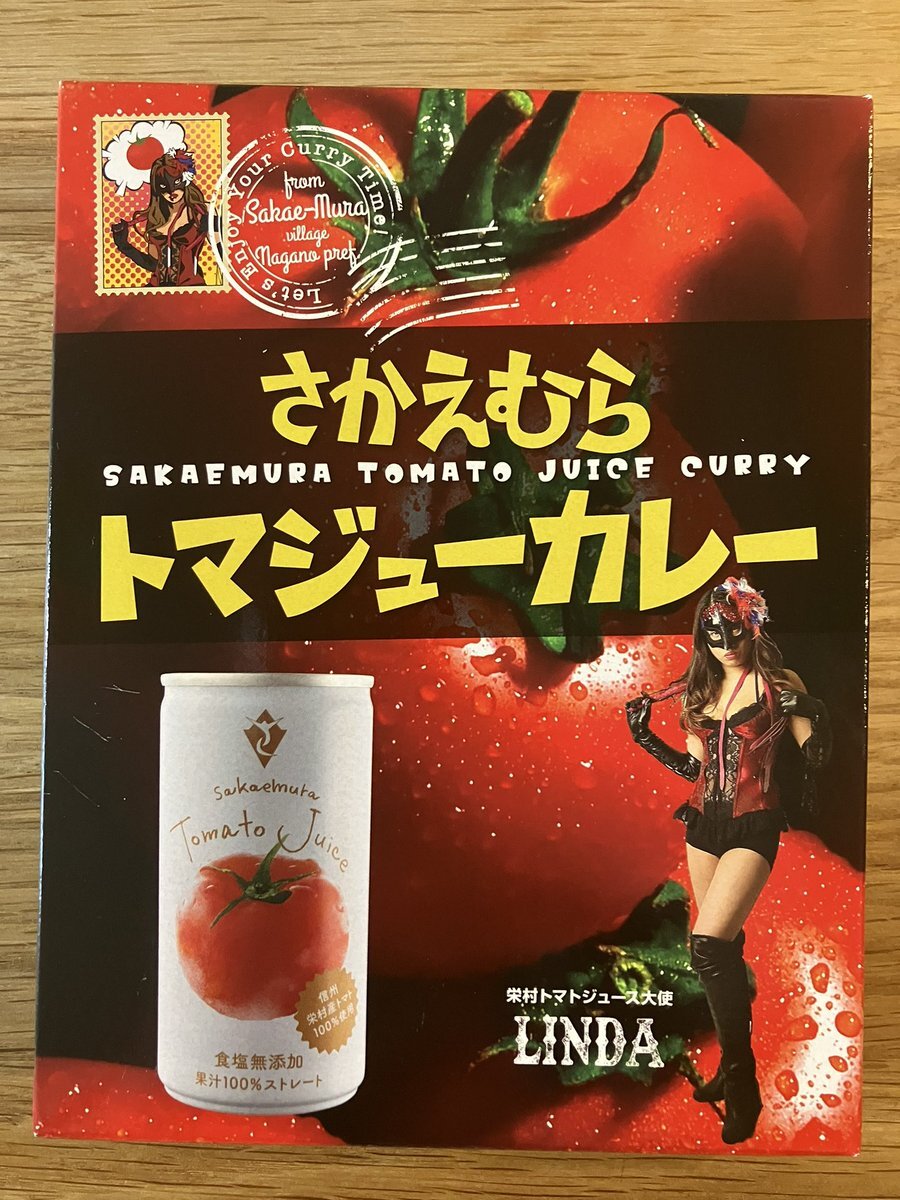 Let's Enjoy Your Curry Time/
from
Sakae-Mura
village
Nagano pref.
さかえむら
SAKAEMURA TOMATO JUICE CURRY
トマジューカレー
sakaemura
Tomato Juice
信州
栄村産トマト
100%使用
食塩無添加
果汁100%ストレート
栄村トマトジュース大使
LINDA